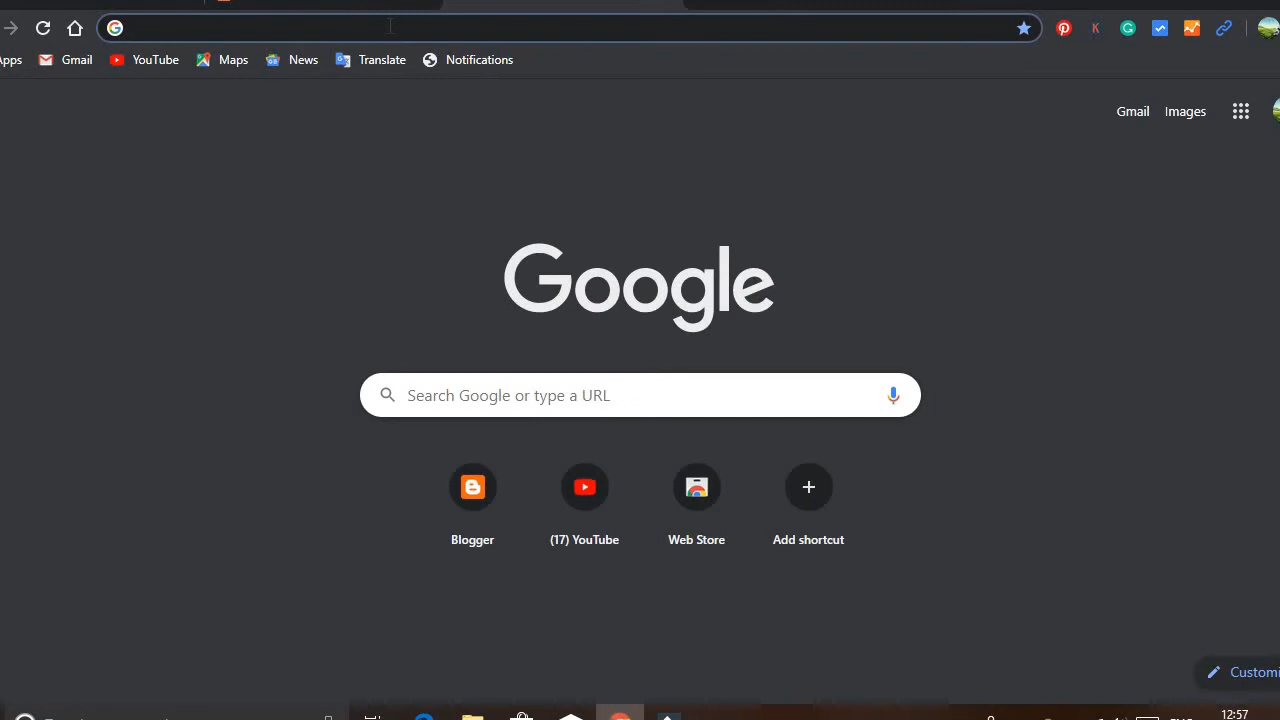 pps Gmail YouTube Maps News Translate Notifications
Gmail Images
Google
Search Google or type a URL
Blogger (17) YouTube Web Store Add shortcut
Customi
12:57